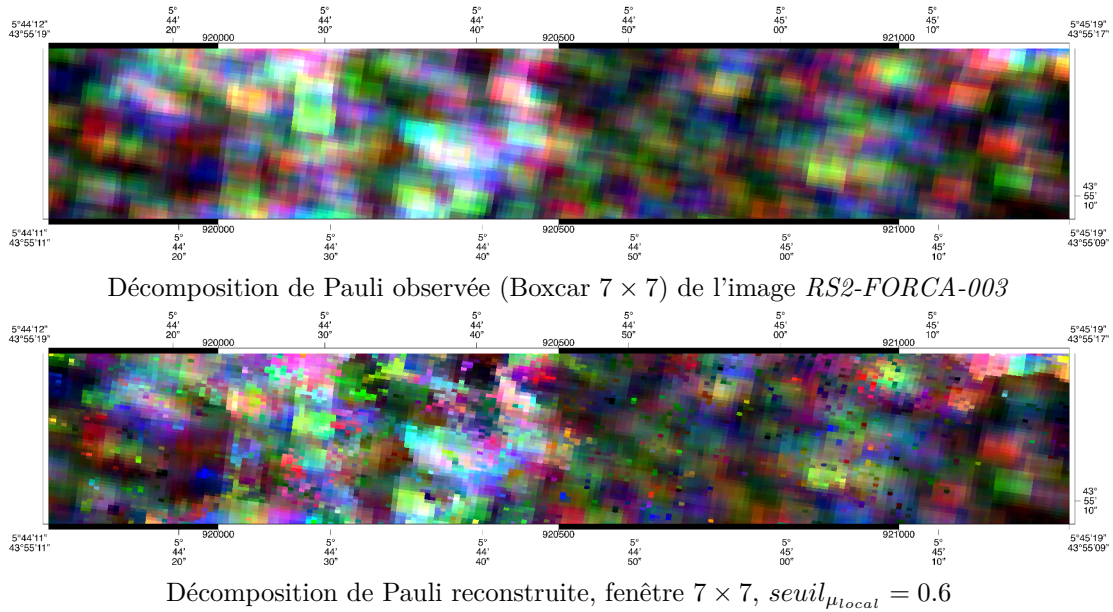 5°44'12" 5° 44' 20" 5° 44' 30" 5° 44' 40" 5° 44' 50" 5° 45' 00" 5° 45' 10" 5°45'19"
43°55'19" 920000 920500 921000 43°55'17"
43° 55' 10"
5°44'11" 920000 920500 921000 5°45'19"
43°55'11" 5° 44' 20" 5° 44' 30" 5° 44' 40" 5° 44' 50" 5° 45' 00" 5° 45' 10" 43°55'09"
Décomposition de Pauli observée (Boxcar 7 × 7) de l'image RS2-FORCA-003
5°44'12" 5° 44' 20" 5° 44' 30" 5° 44' 40" 5° 44' 50" 5° 45' 00" 5° 45' 10" 5°45'19"
43°55'19" 920000 920500 921000 43°55'17"
43° 55' 10"
5°44'11" 920000 920500 921000 5°45'19"
43°55'11" 5° 44' 20" 5° 44' 30" 5° 44' 40" 5° 44' 50" 5° 45' 00" 5° 45' 10" 43°55'09"
Décomposition de Pauli reconstruite, fenêtre 7 × 7, seuil_μ_local = 0.6